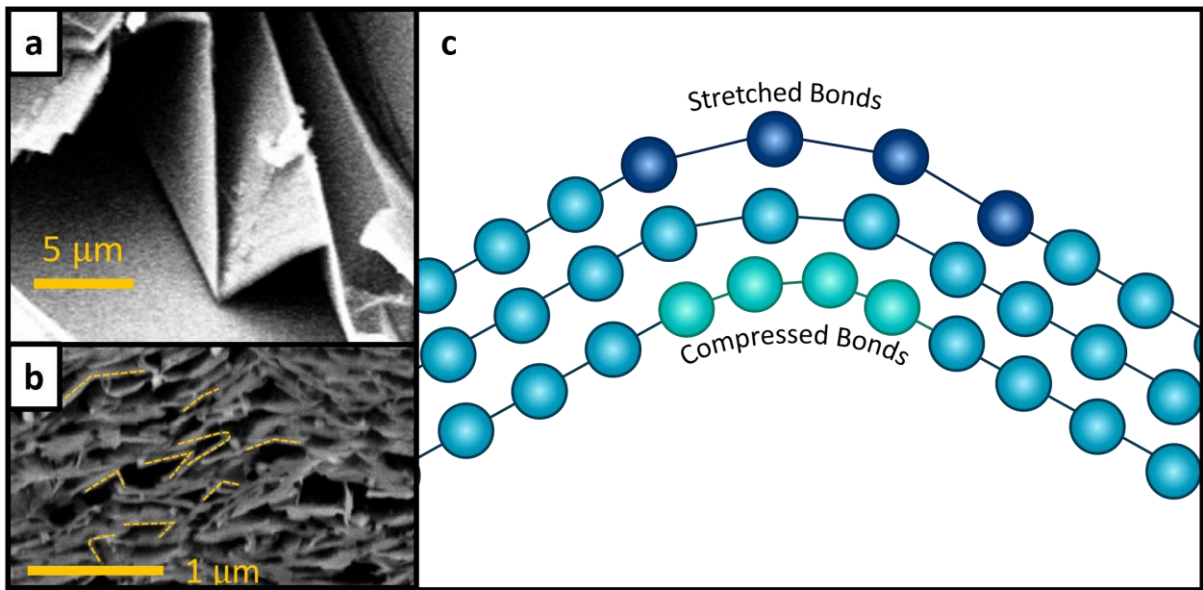 a
5 μm
b
1 μm
c
Stretched Bonds
Compressed Bonds